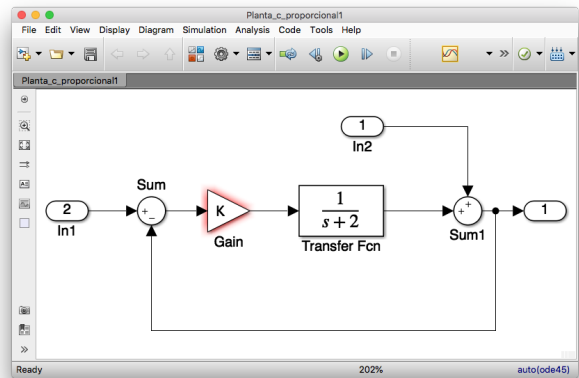 Planta_c_proporcional1
File Edit View Display Diagram Simulation Analysis Code Tools Help
Planta_c_proporcional1
1
In2
Sum
2
In1
+
−
K
Gain
1
s + 2
Transfer Fcn
+
+
Sum1
1
Ready 202% auto(ode45)